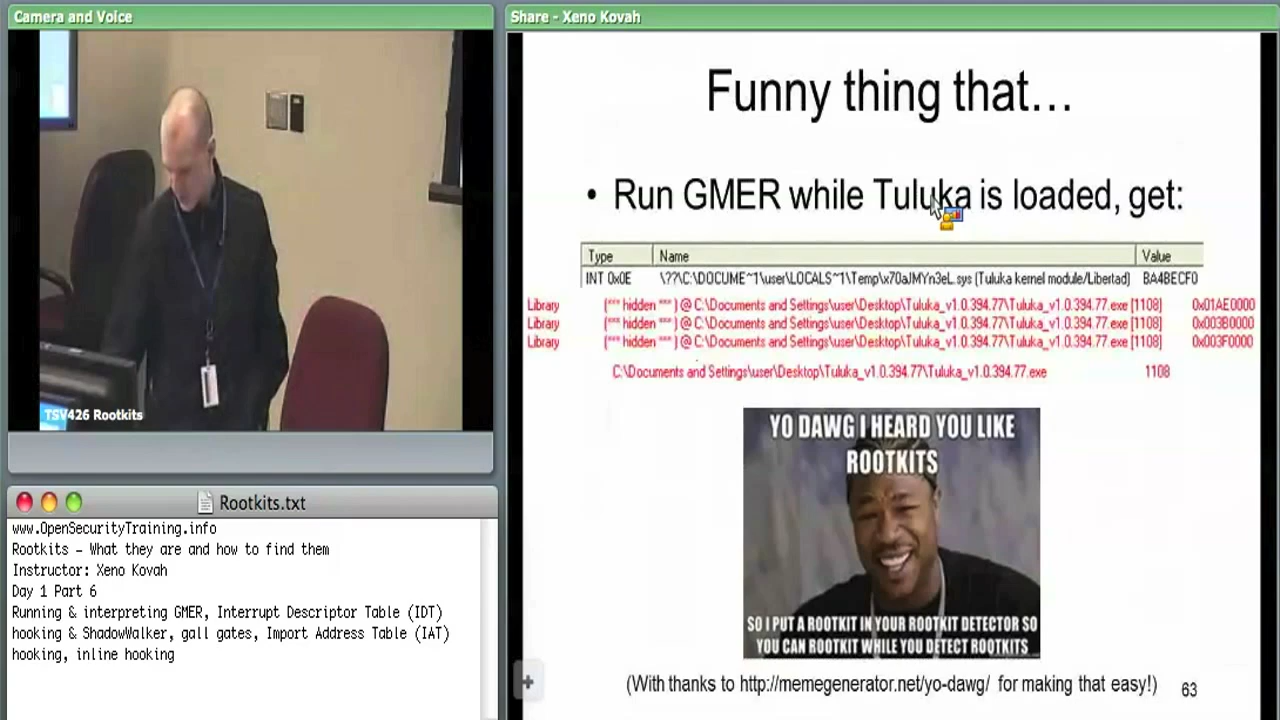 Camera and Voice
TSV426 Rootkits
Rootkits.txt
www.OpenSecurityTraining.info
Rootkits – What they are and how to find them
Instructor: Xeno Kovah
Day 1 Part 6
Running & interpreting GMER, Interrupt Descriptor Table (IDT)
hooking & ShadowWalker, gall gates, Import Address Table (IAT)
hooking, inline hooking
Share - Xeno Kovah
Funny thing that…
• Run GMER while Tuluka is loaded, get:
Type Name Value
INT 0x0E \??\C:\DOCUME~1\user\LOCALS~1\Temp\x70aJMYn3eL.sys (Tuluka kernel module/Libertad) BA4BECF0
Library (*** hidden *** ) @ C:\Documents and Settings\user\Desktop\Tuluka_v1.0.394.77\Tuluka_v1.0.394.77.exe [1108] 0x01AE0000
Library (*** hidden *** ) @ C:\Documents and Settings\user\Desktop\Tuluka_v1.0.394.77\Tuluka_v1.0.394.77.exe [1108] 0x003B0000
Library (*** hidden *** ) @ C:\Documents and Settings\user\Desktop\Tuluka_v1.0.394.77\Tuluka_v1.0.394.77.exe [1108] 0x003F0000
C:\Documents and Settings\user\Desktop\Tuluka_v1.0.394.77\Tuluka_v1.0.394.77.exe 1108
YO DAWG I HEARD YOU LIKE
ROOTKITS
SO I PUT A ROOTKIT IN YOUR ROOTKIT DETECTOR SO
YOU CAN ROOTKIT WHILE YOU DETECT ROOTKITS
(With thanks to http://memegenerator.net/yo-dawg/ for making that easy!)
63